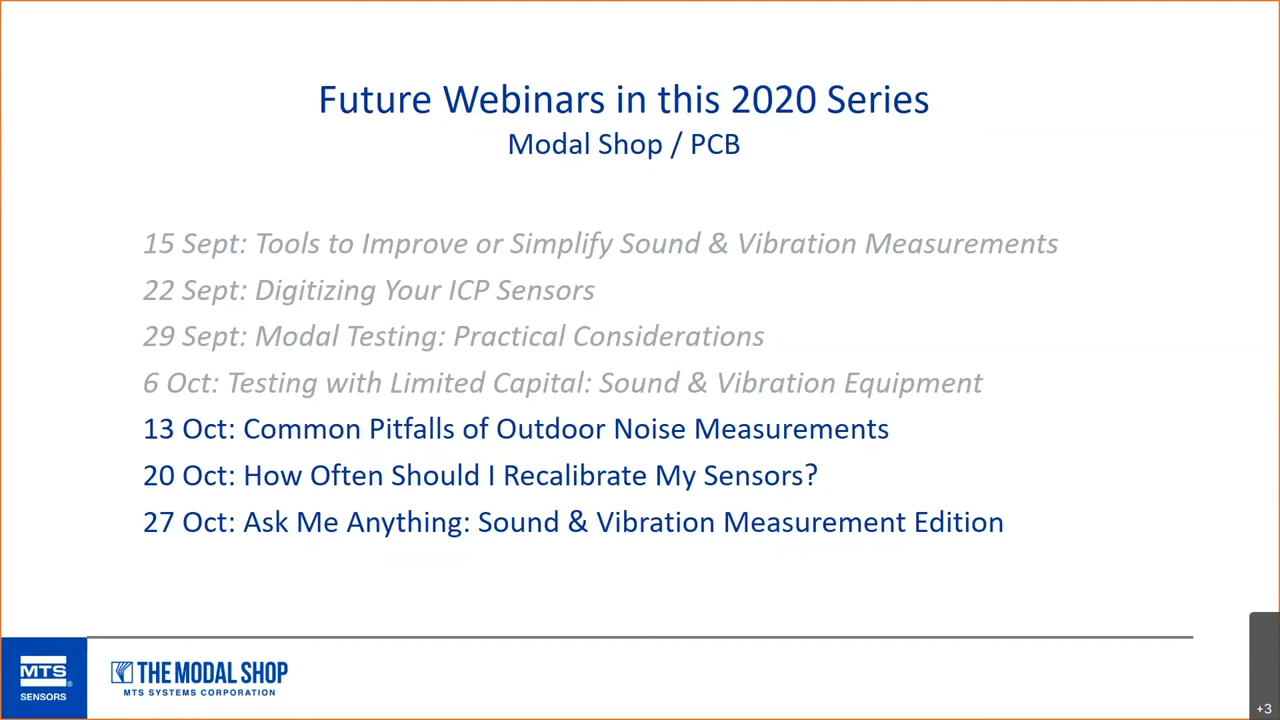 Future Webinars in this 2020 Series
Modal Shop / PCB
15 Sept: Tools to Improve or Simplify Sound & Vibration Measurements
22 Sept: Digitizing Your ICP Sensors
29 Sept: Modal Testing: Practical Considerations
6 Oct: Testing with Limited Capital: Sound & Vibration Equipment
13 Oct: Common Pitfalls of Outdoor Noise Measurements
20 Oct: How Often Should I Recalibrate My Sensors?
27 Oct: Ask Me Anything: Sound & Vibration Measurement Edition
MTS®
SENSORS
THE MODAL SHOP
MTS SYSTEMS CORPORATION
+3